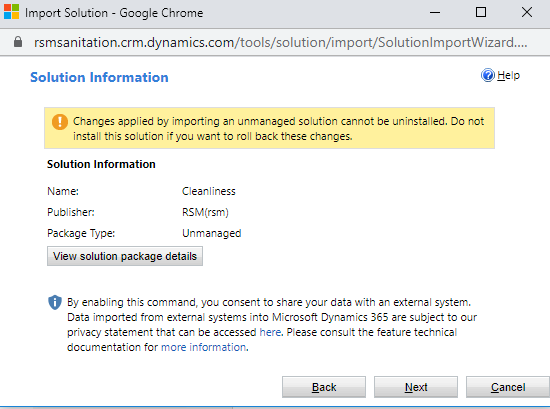 Import Solution - Google Chrome
rsmsanitation.crm.dynamics.com/tools/solution/import/SolutionImportWizard....
Solution Information
Help
Changes applied by importing an unmanaged solution cannot be uninstalled. Do not
install this solution if you want to roll back these changes.
Solution Information
Name: Cleanliness
Publisher: RSM(rsm)
Package Type: Unmanaged
View solution package details
By enabling this command, you consent to share your data with an external system.
Data imported from external systems into Microsoft Dynamics 365 are subject to our
privacy statement that can be accessed here. Please consult the feature technical
documentation for more information.
Back Next Cancel